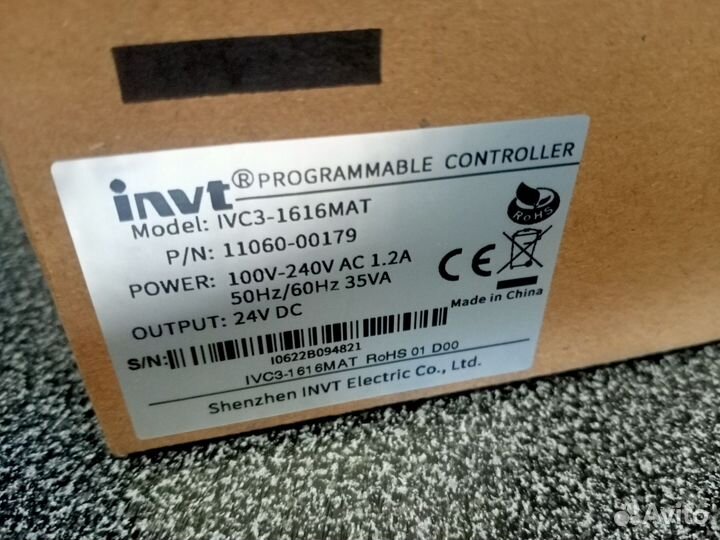 invt® PROGRAMMABLE CONTROLLER
Model: IVC3-1616MAT
P/N: 11060-00179
POWER: 100V-240V AC 1.2A
50Hz/60Hz 35VA
OUTPUT: 24V DC
S/N:
I0622B094821
IVC3-1616MAT RoHS 01 D00
Shenzhen INVT Electric Co., Ltd.
RoHS
CE
Made in China
Avito